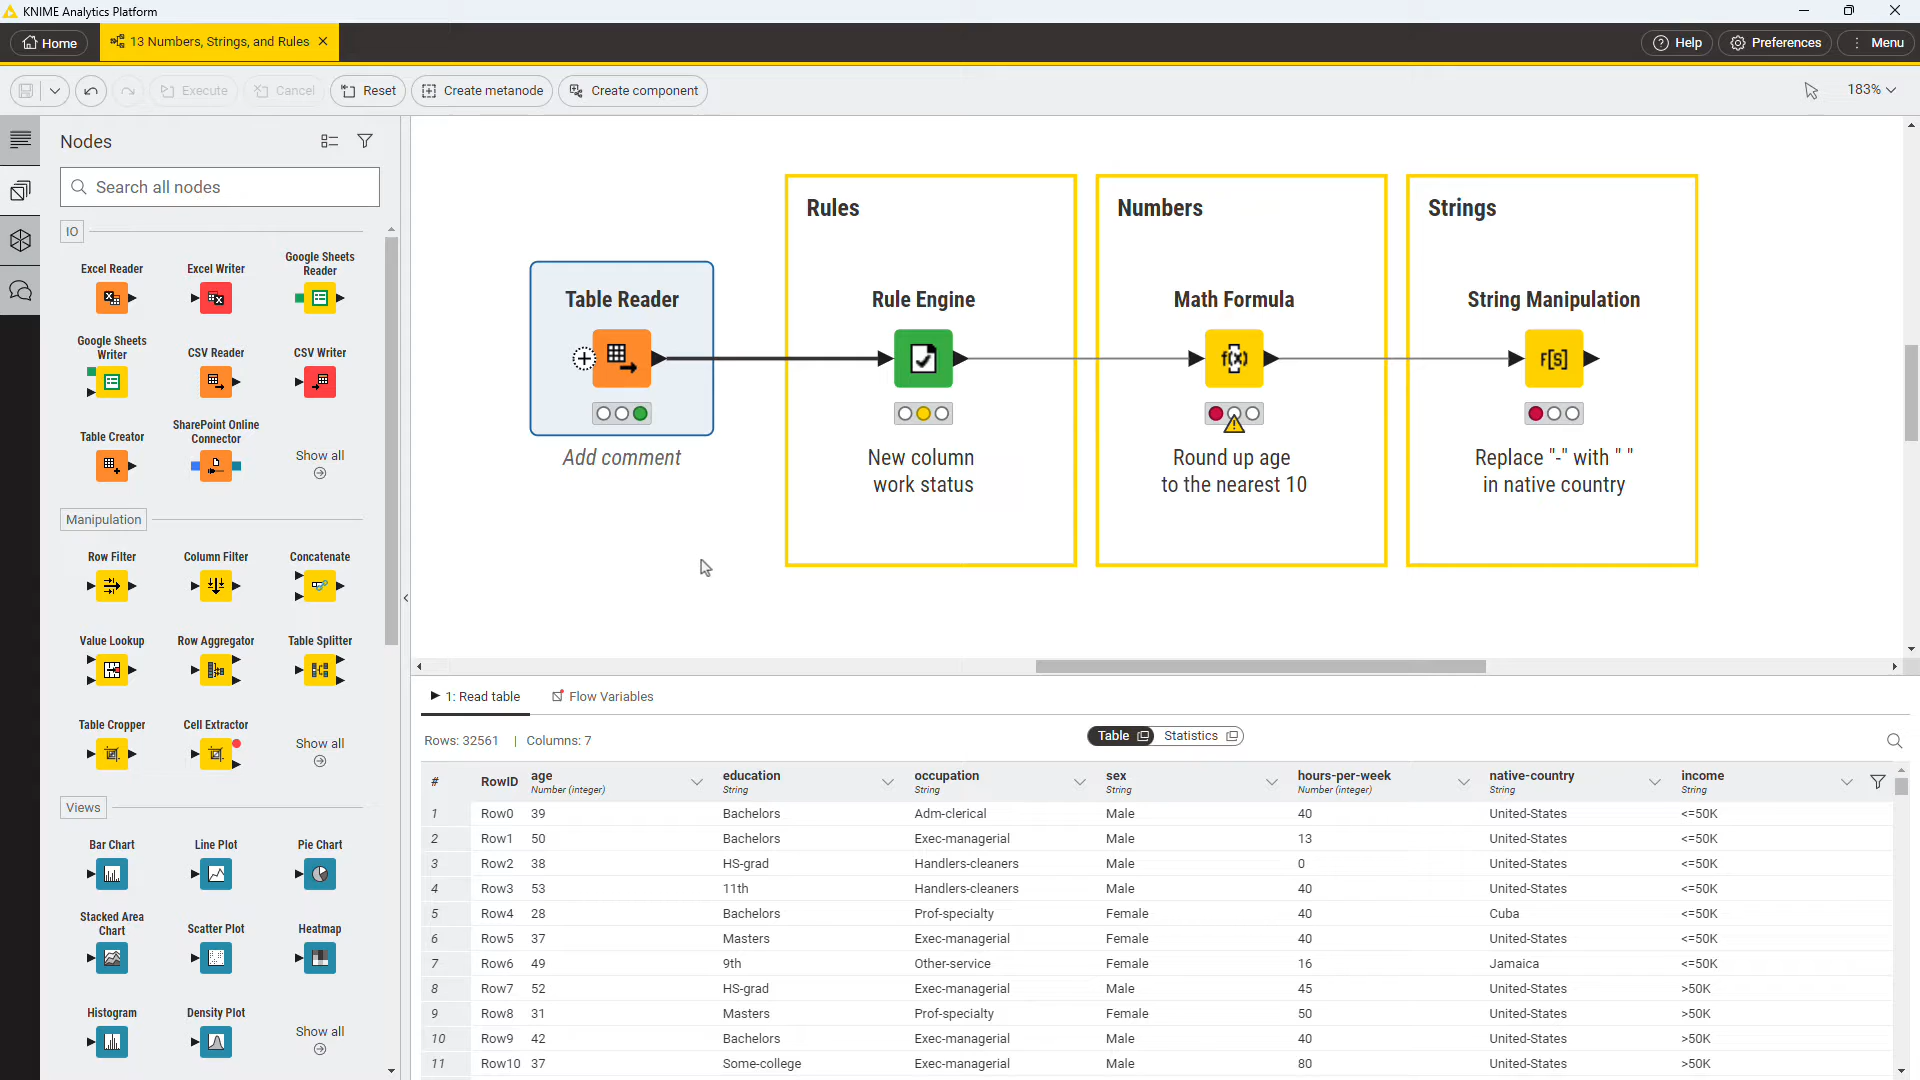 KNIME Analytics Platform
Home
13 Numbers, Strings, and Rules
Help
Preferences
Menu
Execute
Cancel
Reset
Create metanode
Create component
183%
Nodes
Search all nodes
IO
Excel Reader
Excel Writer
Google Sheets
Reader
Google Sheets
Writer
CSV Reader
CSV Writer
Table Creator
SharePoint Online
Connector
Show all
Manipulation
Row Filter
Column Filter
Concatenate
Value Lookup
Row Aggregator
Table Splitter
Table Cropper
Cell Extractor
Show all
Views
Bar Chart
Line Plot
Pie Chart
Stacked Area
Chart
Scatter Plot
Heatmap
Histogram
Density Plot
Show all
Table Reader
Add comment
Rules
Rule Engine
New column
work status
Numbers
Math Formula
f(x)
Round up age
to the nearest 10
Strings
String Manipulation
F[S]
Replace "-" with " "
in native country
1: Read table
Flow Variables
Rows: 32561 | Columns: 7
Table
Statistics
# RowID age education occupation sex hours-per-week native-country income
Number (integer) String String String Number (integer) String String
1 Row0 39 Bachelors Adm-clerical Male 40 United-States <=50K
2 Row1 50 Bachelors Exec-managerial Male 13 United-States <=50K
3 Row2 38 HS-grad Handlers-cleaners Male 0 United-States <=50K
4 Row3 53 11th Handlers-cleaners Male 40 United-States <=50K
5 Row4 28 Bachelors Prof-specialty Female 40 Cuba <=50K
6 Row5 37 Masters Exec-managerial Female 40 United-States <=50K
7 Row6 49 9th Other-service Female 16 Jamaica <=50K
8 Row7 52 HS-grad Exec-managerial Male 45 United-States >50K
9 Row8 31 Masters Prof-specialty Female 50 United-States >50K
10 Row9 42 Bachelors Exec-managerial Male 40 United-States >50K
11 Row10 37 Some-college Exec-managerial Male 80 United-States >50K